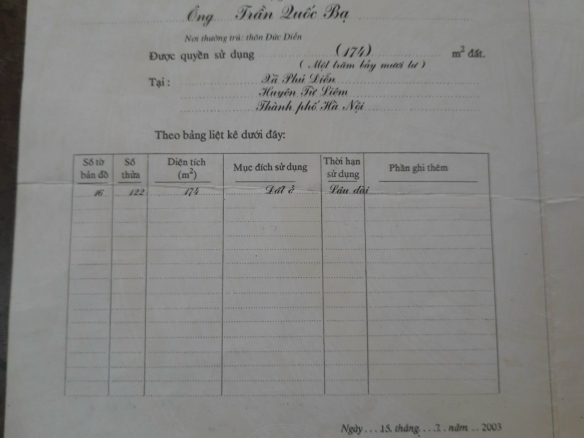 Ông Trần Quốc Bạ
Nơi thường trú: thôn Đức Diễn
Được quyền sử dụng (174) m² đất.
(Một trăm bảy mươi tư)
Tại: Xã Phú Diễn
Huyện Từ Liêm
Thành phố Hà Nội
Theo bảng liệt kê dưới đây:
Số tờ bản đồ Số thửa Diện tích (m²) Mục đích sử dụng Thời hạn sử dụng Phần ghi thêm
16 122 174 Đất ở Lâu dài
Ngày ... 15. tháng ... 2 . năm ... 2003